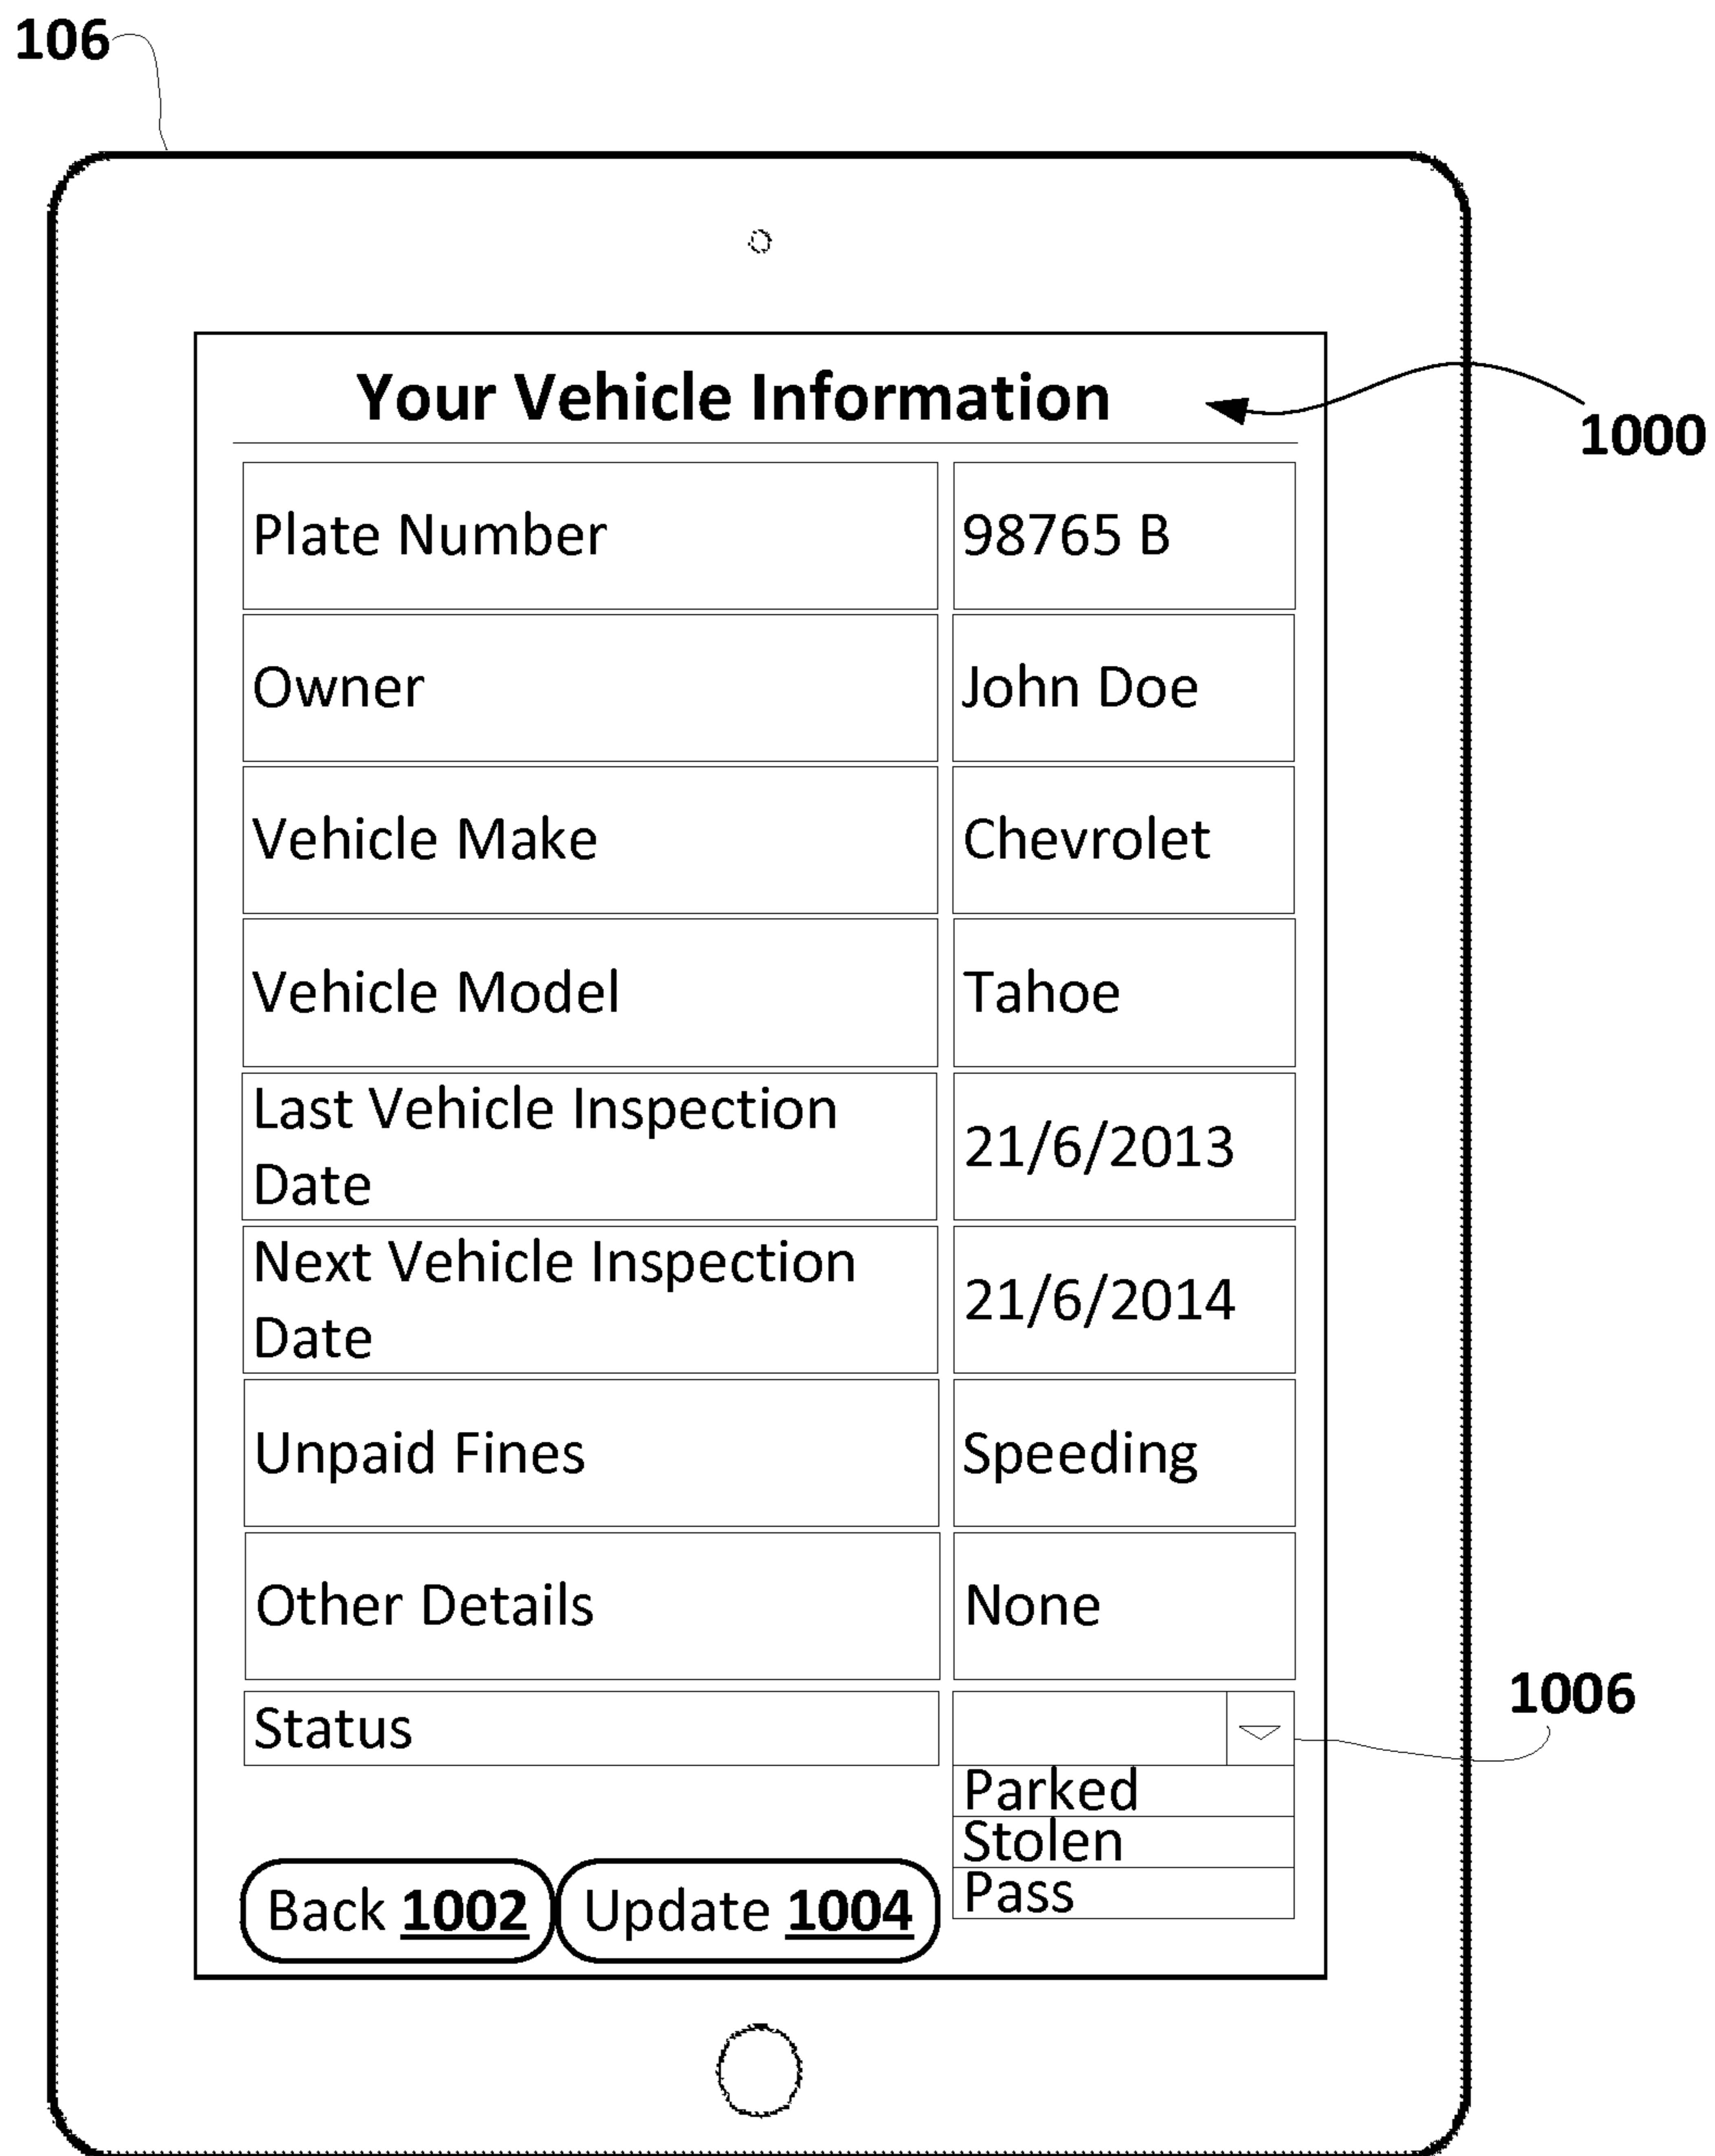 106
Your Vehicle Information
1000
Plate Number
98765 B
Owner
John Doe
Vehicle Make
Chevrolet
Vehicle Model
Tahoe
Last Vehicle Inspection
Date
21/6/2013
Next Vehicle Inspection
Date
21/6/2014
Unpaid Fines
Speeding
Other Details
None
1006
Status
Parked
Stolen
Pass
Back 1002
Update 1004